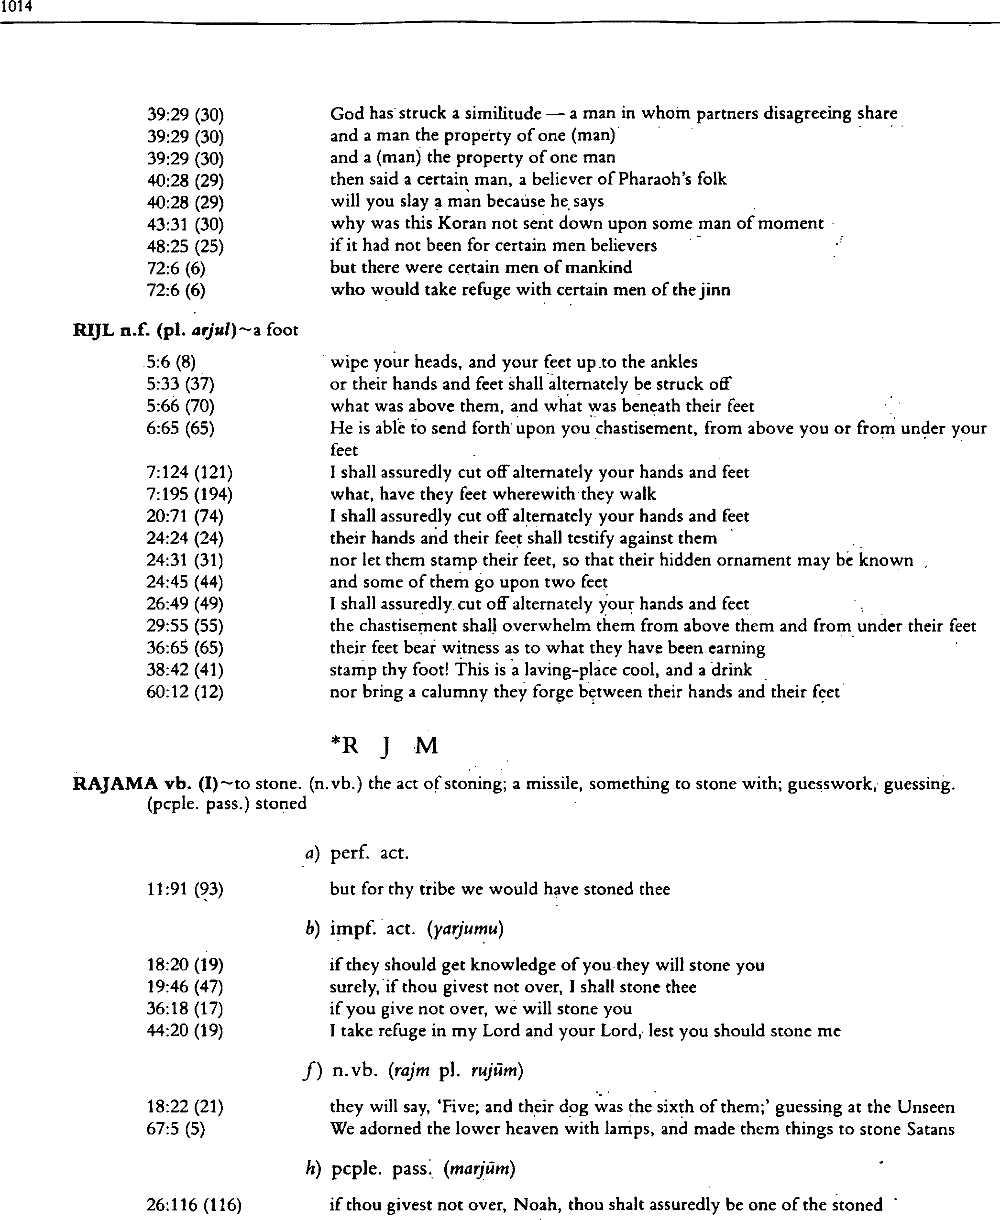 1014
39:29 (30) God has struck a similitude — a man in whom partners disagreeing share
39:29 (30) and a man the property of one (man)
39:29 (30) and a (man) the property of one man
40:28 (29) then said a certain man, a believer of Pharaoh's folk
40:28 (29) will you slay a man because he says
43:31 (30) why was this Koran not sent down upon some man of moment
48:25 (25) if it had not been for certain men believers
72:6 (6) but there were certain men of mankind
72:6 (6) who would take refuge with certain men of the jinn
RIJL n.f. (pl. arjul)~a foot
5:6 (8) wipe your heads, and your feet up to the ankles
5:33 (37) or their hands and feet shall alternately be struck off
5:66 (70) what was above them, and what was beneath their feet
6:65 (65) He is able to send forth upon you chastisement, from above you or from under your
feet
7:124 (121) I shall assuredly cut off alternately your hands and feet
7:195 (194) what, have they feet wherewith they walk
20:71 (74) I shall assuredly cut off alternately your hands and feet
24:24 (24) their hands and their feet shall testify against them
24:31 (31) nor let them stamp their feet, so that their hidden ornament may be known
24:45 (44) and some of them go upon two feet
26:49 (49) I shall assuredly cut off alternately your hands and feet
29:55 (55) the chastisement shall overwhelm them from above them and from under their feet
36:65 (65) their feet bear witness as to what they have been earning
38:42 (41) stamp thy foot! This is a laving-place cool, and a drink
60:12 (12) nor bring a calumny they forge between their hands and their feet
*R J M
RAJAMA vb. (I)~to stone. (n.vb.) the act of stoning; a missile, something to stone with; guesswork, guessing.
(pcple. pass.) stoned
a) perf. act.
11:91 (93) but for thy tribe we would have stoned thee
b) impf. act. (yarjumu)
18:20 (19) if they should get knowledge of you they will stone you
19:46 (47) surely, if thou givest not over, I shall stone thee
36:18 (17) if you give not over, we will stone you
44:20 (19) I take refuge in my Lord and your Lord, lest you should stone me
f) n.vb. (rajm pl. rujūm)
18:22 (21) they will say, 'Five; and their dog was the sixth of them;' guessing at the Unseen
67:5 (5) We adorned the lower heaven with lamps, and made them things to stone Satans
h) pcple. pass. (marjūm)
26:116 (116) if thou givest not over, Noah, thou shalt assuredly be one of the stoned